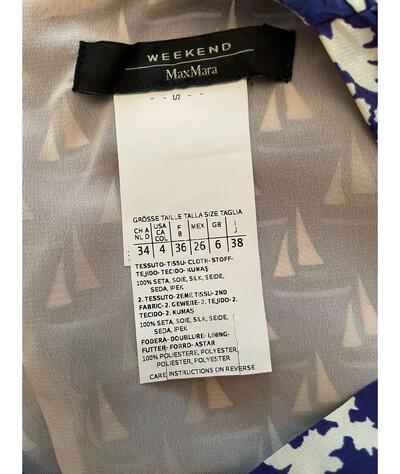 WEEKEND
MaxMara
- - 1/2 - -
GRÖSSE TAILLE TALLA SIZE TAGLIA
CH A NL D USA CA COL F B MEX GB I J
34 4 36 26 6 38
TESSUTO-TISSU-CLOTH-STOFF-
TEJIDO-TECIDO-KUMAŞ
100% SETA, SOIE, SILK, SEIDE,
SEDA, IPEK
2.TESSUTO-2EME TISSU-2ND
FABRIC-2. GEWEBE-2. TEJIDO-2.
TECIDO-2. KUMAŞ
100% SETA, SOIE, SILK, SEIDE,
SEDA, IPEK
FODERA-DOUBLURE-LINING-
FUTTER-FORRO-ASTAR
100% POLIESTERE, POLYESTER,
POLYESTER, POLYESTER
CARE INSTRUCTIONS ON REVERSE